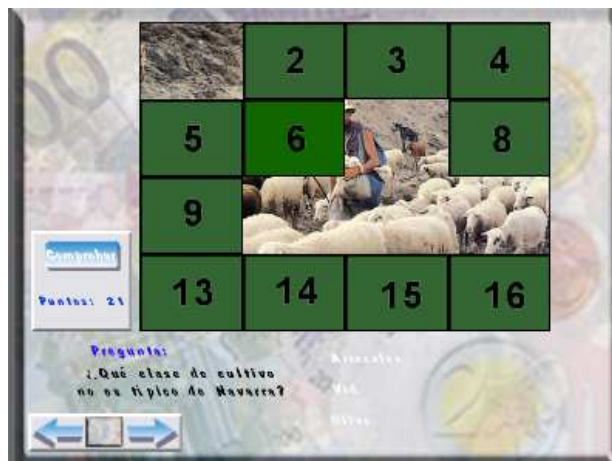 2 3 4
5 6 8
9
13 14 15 16
Comprobar
Puntos: 21
Pregunta:
¿Qué clase de cultivo
no es típico de Navarra?
Arrozales
Vid
Olivo